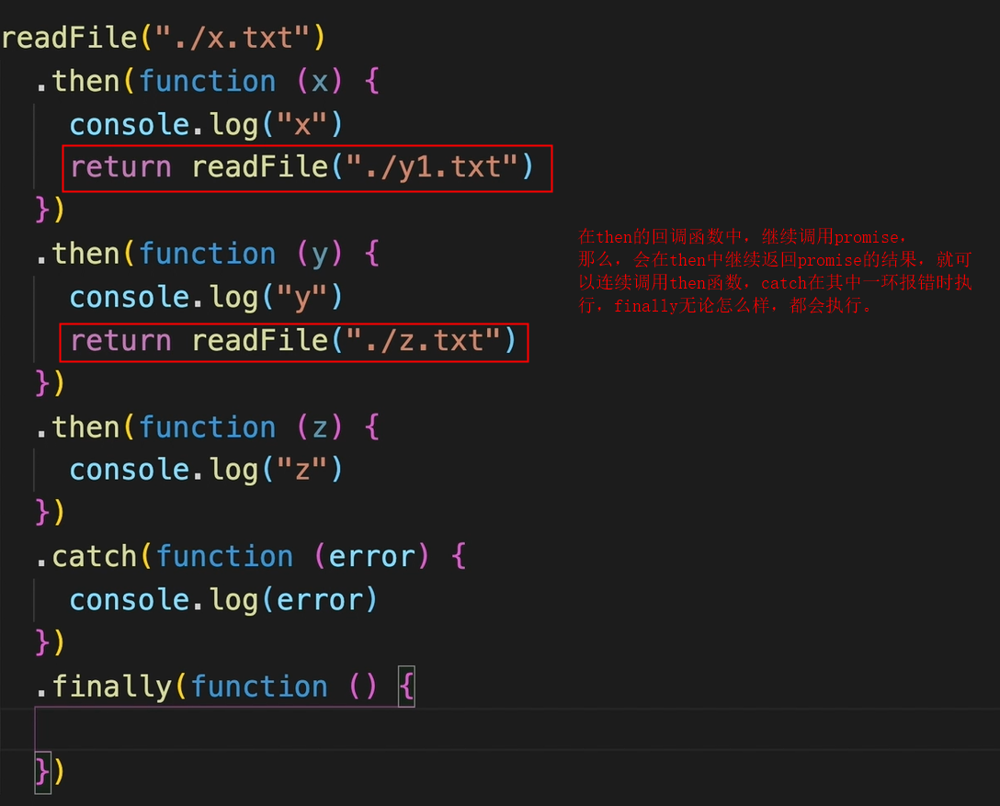 readFile("./x.txt")
.then(function (x) {
console.log("x")
return readFile("./y1.txt")
})
.then(function (y) {
console.log("y")
return readFile("./z.txt")
})
.then(function (z) {
console.log("z")
})
.catch(function (error) {
console.log(error)
})
.finally(function () {
})
在then的回调函数中，继续调用promise，
那么，会在then中继续返回promise的结果，就可
以连续调用then函数，catch在其中一环报错时执
行，finally无论怎么样，都会执行。